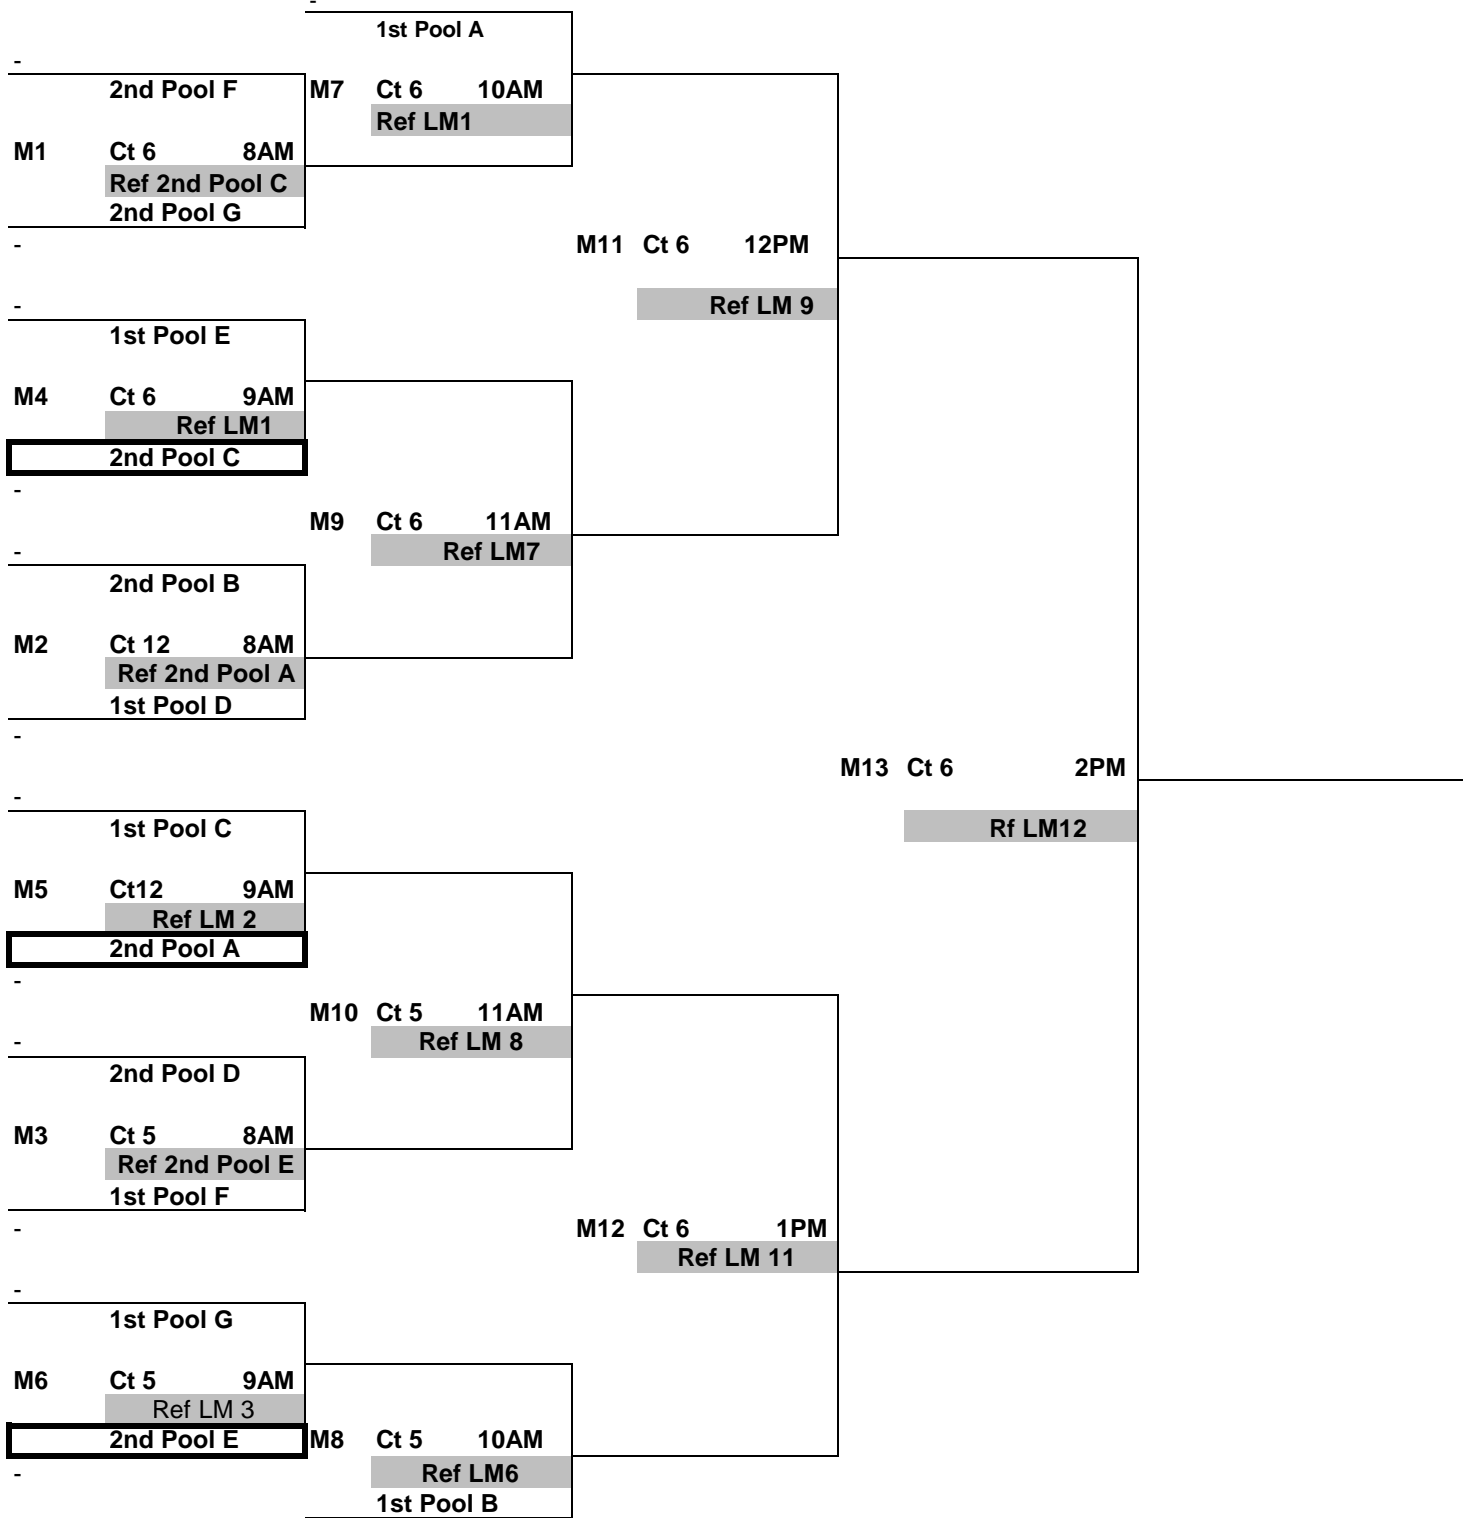 -
1st Pool A
-
2nd Pool F
M7 Ct 6 10AM
Ref LM1
M1 Ct 6 8AM
Ref 2nd Pool C
2nd Pool G
-
M11 Ct 6 12PM
-
Ref LM 9
1st Pool E
M4 Ct 6 9AM
Ref LM1
2nd Pool C
-
M9 Ct 6 11AM
-
Ref LM7
2nd Pool B
M2 Ct 12 8AM
Ref 2nd Pool A
1st Pool D
-
M13 Ct 6 2PM
-
1st Pool C
Rf LM12
M5 Ct12 9AM
Ref LM 2
2nd Pool A
-
M10 Ct 5 11AM
-
Ref LM 8
2nd Pool D
M3 Ct 5 8AM
Ref 2nd Pool E
1st Pool F
-
M12 Ct 6 1PM
Ref LM 11
-
1st Pool G
M6 Ct 5 9AM
Ref LM 3
2nd Pool E
M8 Ct 5 10AM
-
Ref LM6
1st Pool B